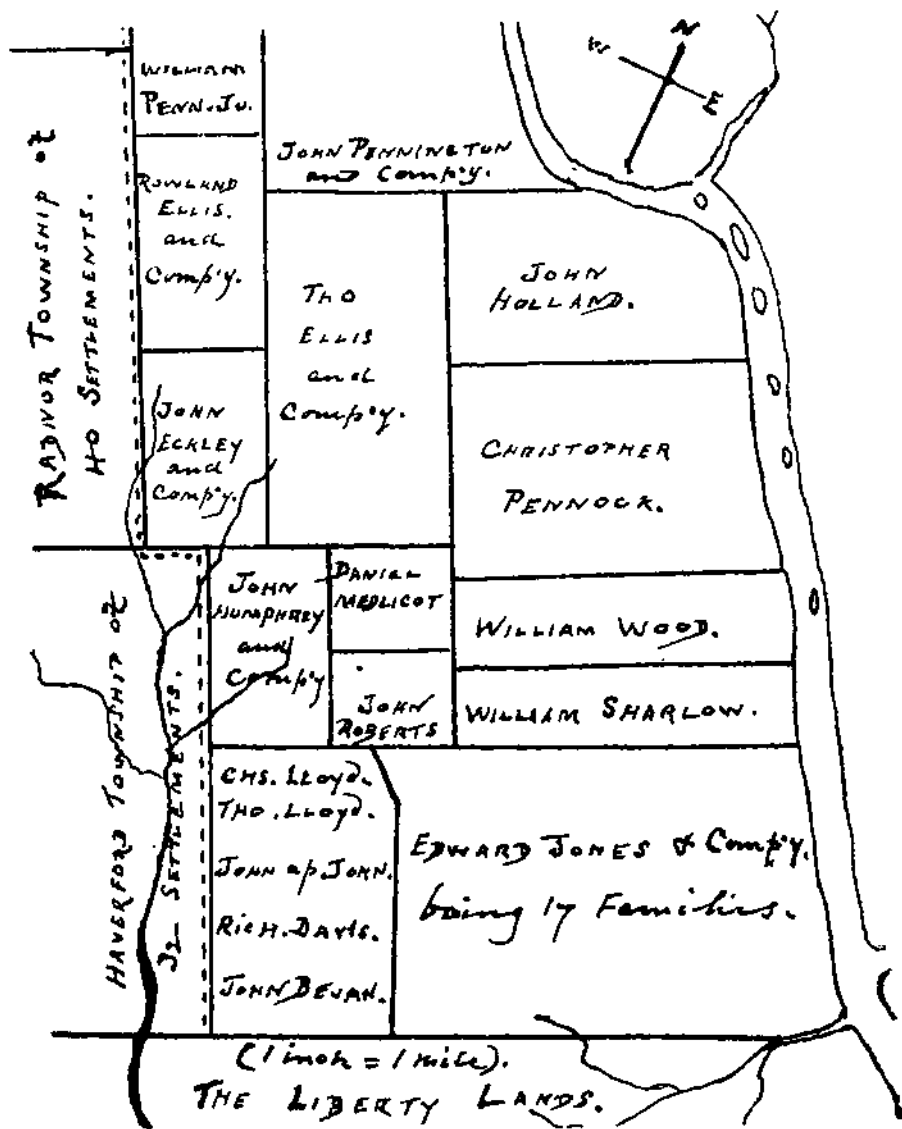 WILLIAM
PENN. JU.
N
W
E
JOHN PENNINGTON
and Comp'y.
ROWLAND
ELLIS.
and
Comp'y.
THO
ELLIS
and
Comp'y.
JOHN
HOLLAND.
RADNOR TOWNSHIP of
40 SETTLEMENTS.
JOHN
ECKLEY
and
Comp'y.
CHRISTOPHER
PENNOCK.
JOHN
HUMPHREY
and
Comp'y
DANIEL
MEDLICOT
WILLIAM WOOD.
JOHN
ROBERTS
WILLIAM SHARLOW.
HAVERFORD TOWNSHIP of
32 SETTLEMENTS.
CHS. LLOYD.
THO. LLOYD.
JOHN ap. JOHN.
RICH. DAVIS.
JOHN BEVAN.
EDWARD JONES & Comp'y.
being 17 Families.
(1 inch = 1 mile).
THE LIBERTY LANDS.